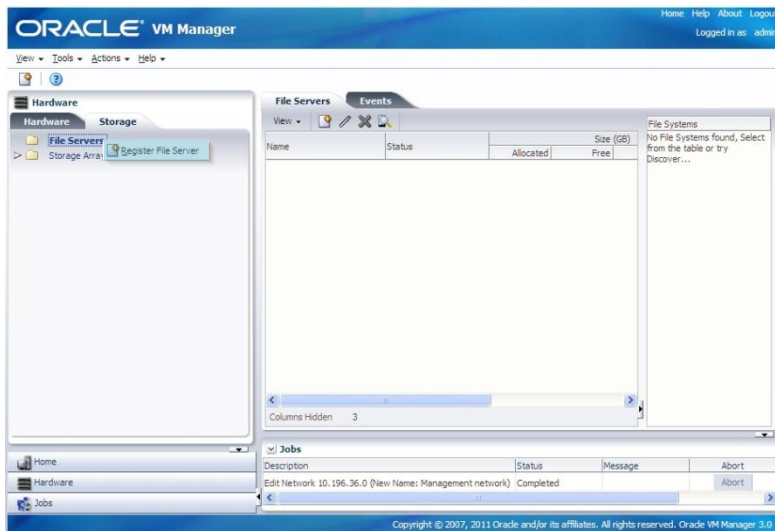 Home Help About Logou
ORACLE VM Manager
Logged in as admi
View Tools Actions Help
Hardware
Hardware Storage
File Servers
Storage Array
Register File Server
File Servers Events
View
Name Status Size (GB)
Allocated Free
File Systems
No File Systems found, Select
from the table or try
Discover...
Columns Hidden 3
Home
Hardware
Jobs
Jobs
Description Status Message Abort
Edit Network 10.196.36.0 (New Name: Management network) Completed Abort
Copyright © 2007, 2011 Oracle and/or its affiliates. All rights reserved. Oracle VM Manager 3.0